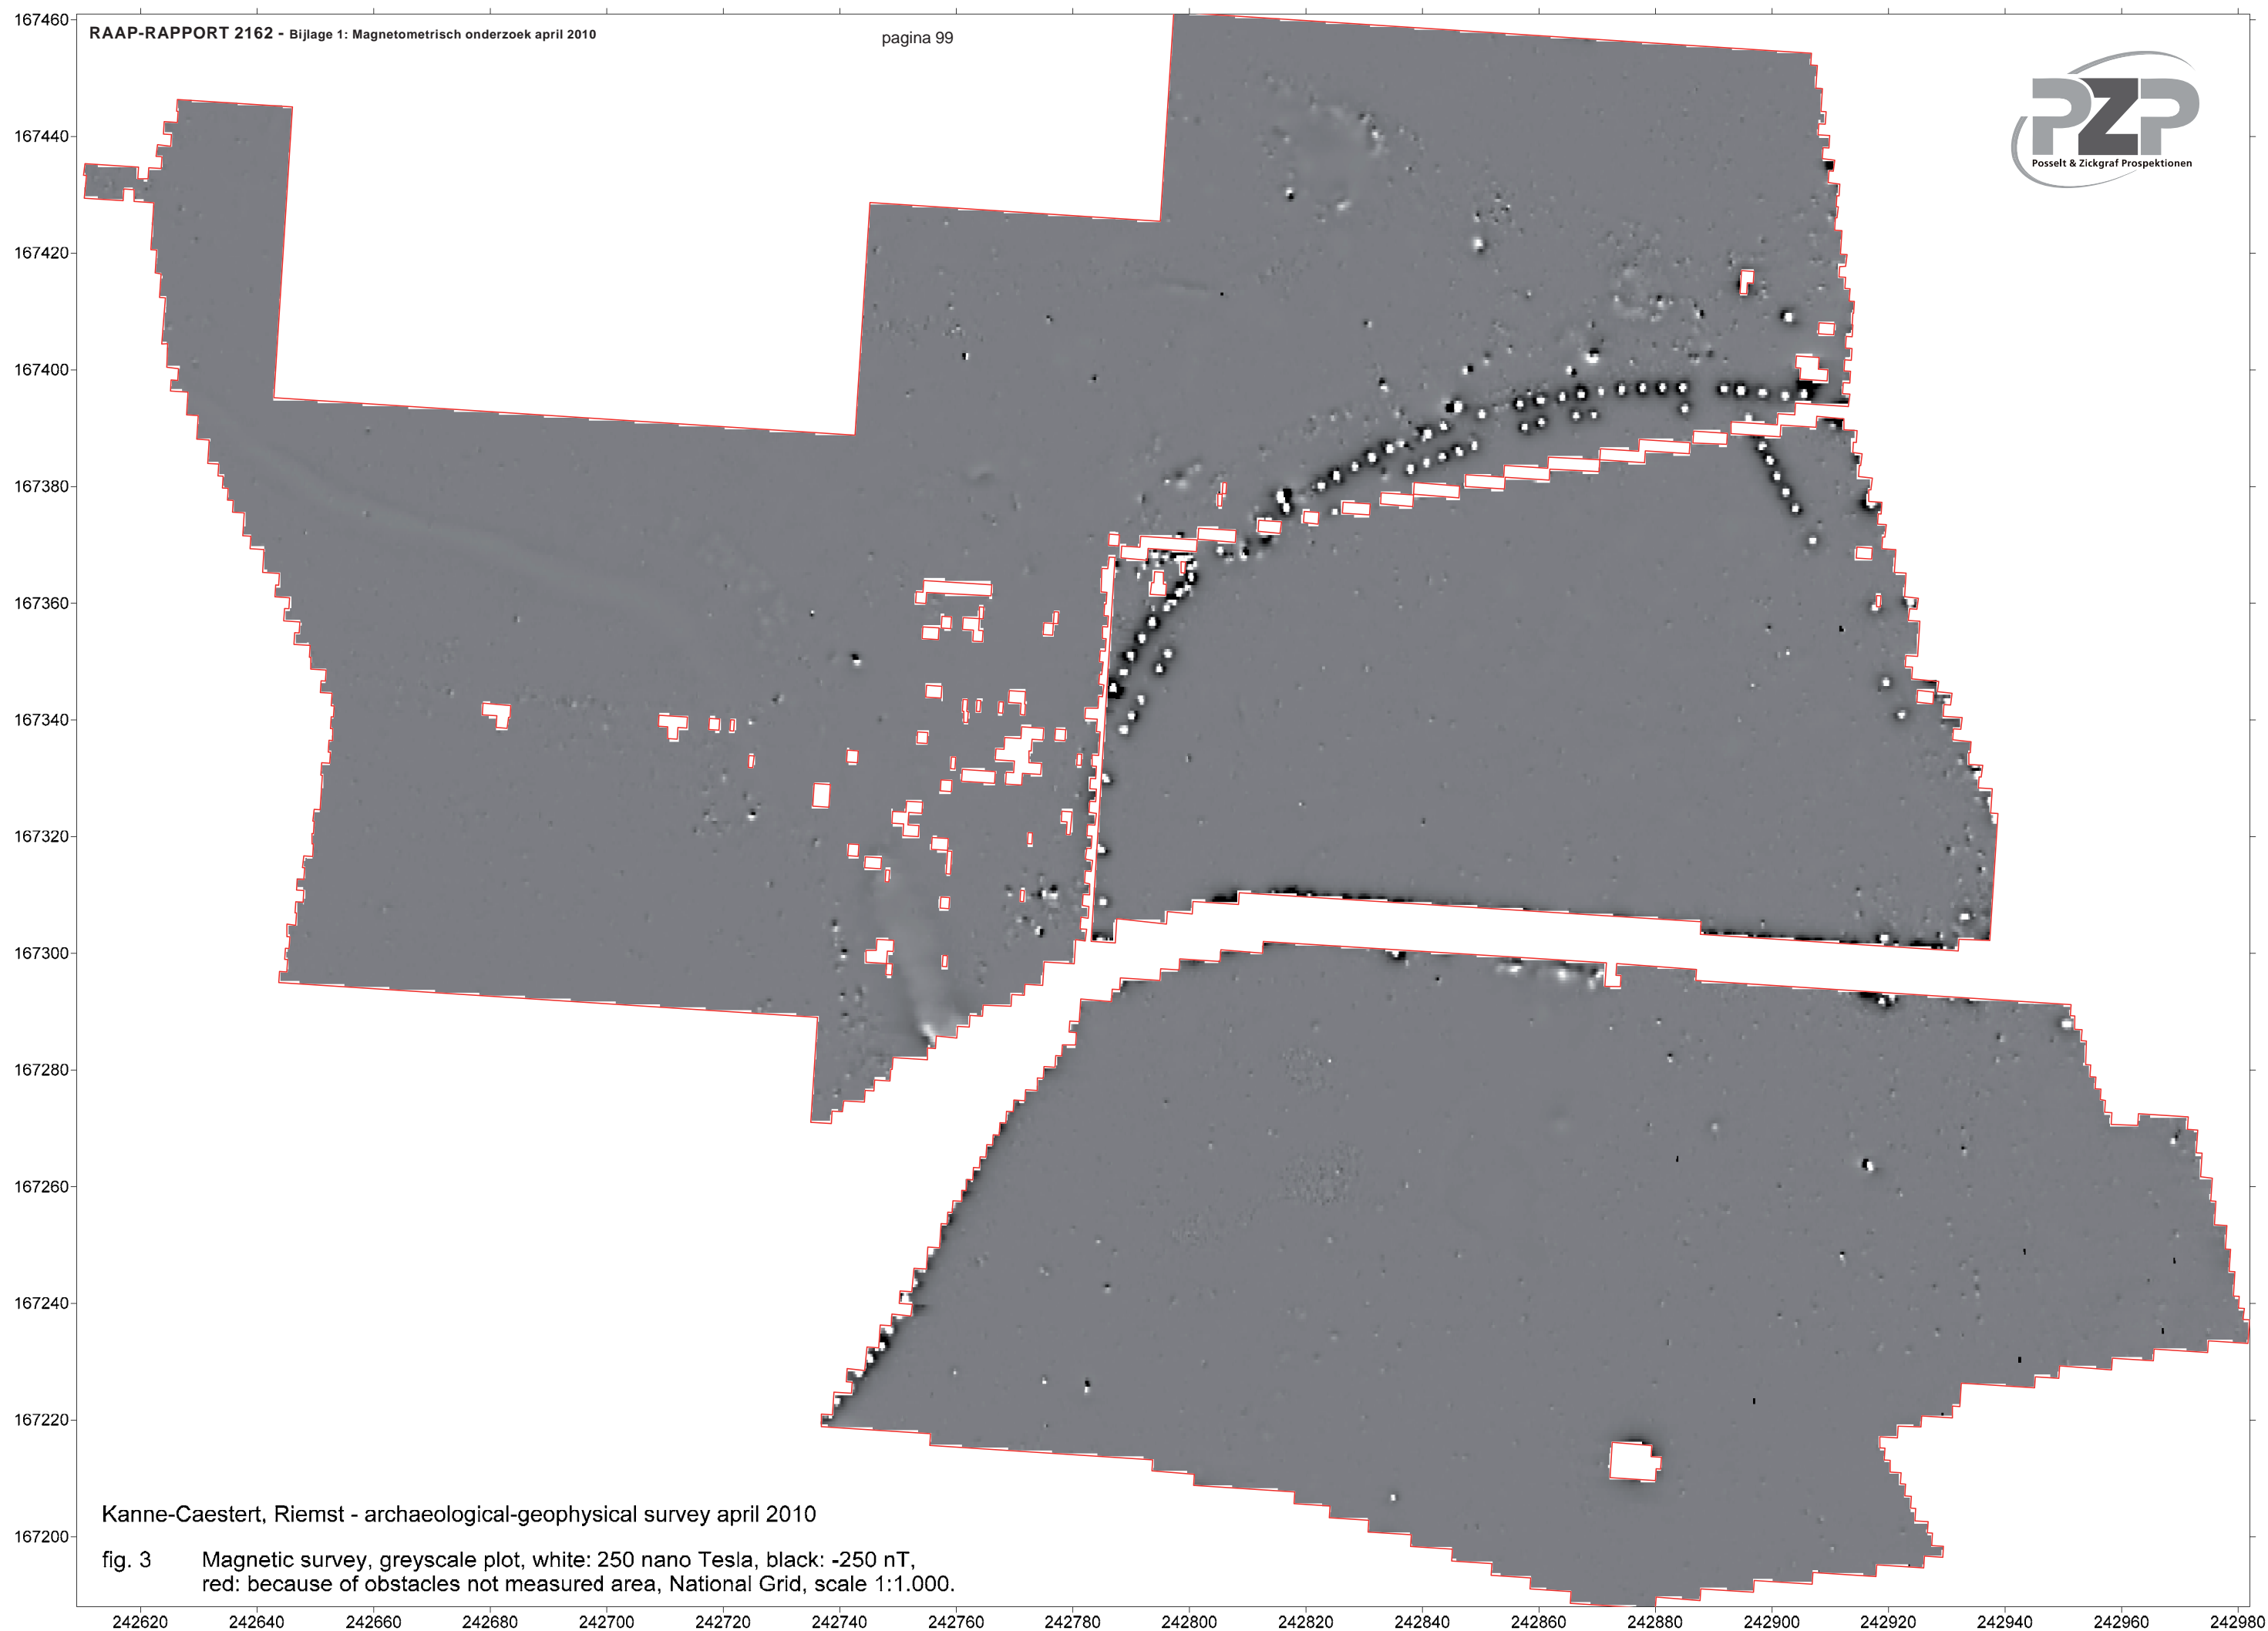 RAAP-RAPPORT 2162 - Bijlage 1: Magnetometrisch onderzoek april 2010
pagina 99
PZP
Posselt & Zickgraf Prospektionen
167460
167440
167420
167400
167380
167360
167340
167320
167300
167280
167260
167240
167220
167200
Kanne-Caestert, Riemst - archaeological-geophysical survey april 2010
fig. 3 Magnetic survey, greyscale plot, white: 250 nano Tesla, black: -250 nT,
red: because of obstacles not measured area, National Grid, scale 1:1.000.
242620 242640 242660 242680 242700 242720 242740 242760 242780 242800 242820 242840 242860 242880 242900 242920 242940 242960 242980